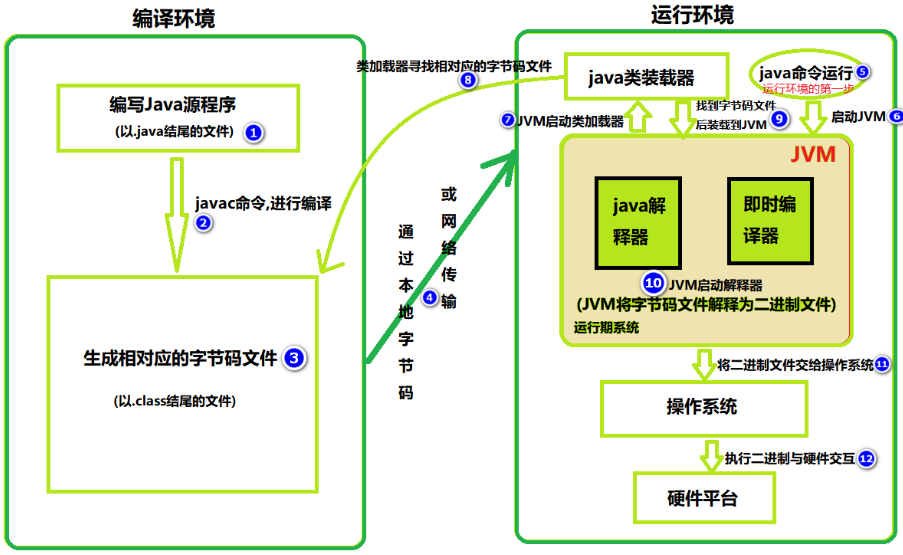 编译环境
编写Java源程序
(以.java结尾的文件) 1
javac命令,进行编译
2
生成相对应的字节码文件 3
(以.class结尾的文件)
通过本地字节码
4
或网络传输
运行环境
类加载器寻找相对应的字节码文件
8
java类装载器
java命令运行 5
运行环境的第一步
7 JVM启动类加载器
找到字节码文件
后装载到JVM 9
启动JVM 6
JVM
java解
释器
即时编
译器
10 JVM启动解释器
(JVM将字节码文件解释为二进制文件)
运行期系统
将二进制文件交给操作系统 11
操作系统
执行二进制与硬件交互 12
硬件平台